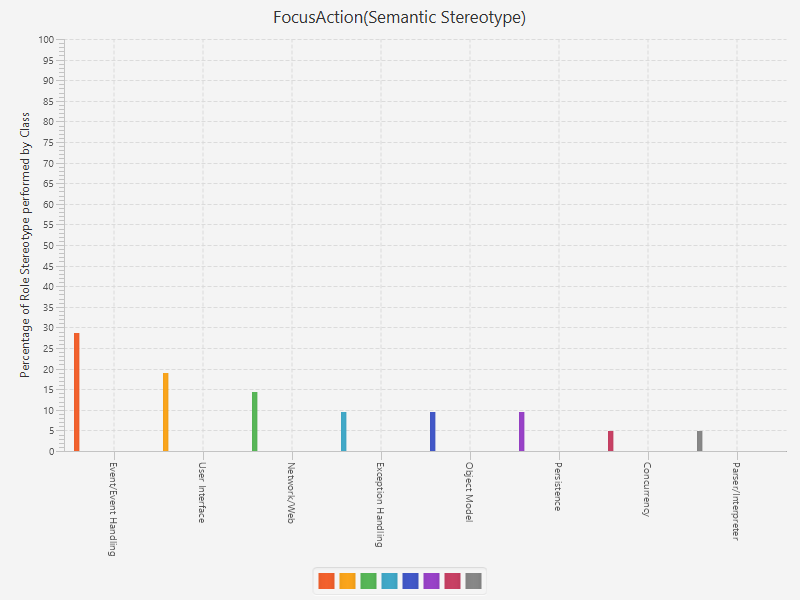 FocusAction(Semantic Stereotype)
Percentage of Role Stereotype performed by Class
100
95
90
85
80
75
70
65
60
55
50
45
40
35
30
25
20
15
10
5
0
Event/Event Handling
User Interface
Network/Web
Exception Handling
Object Model
Persistence
Concurrency
Parser/Interpreter